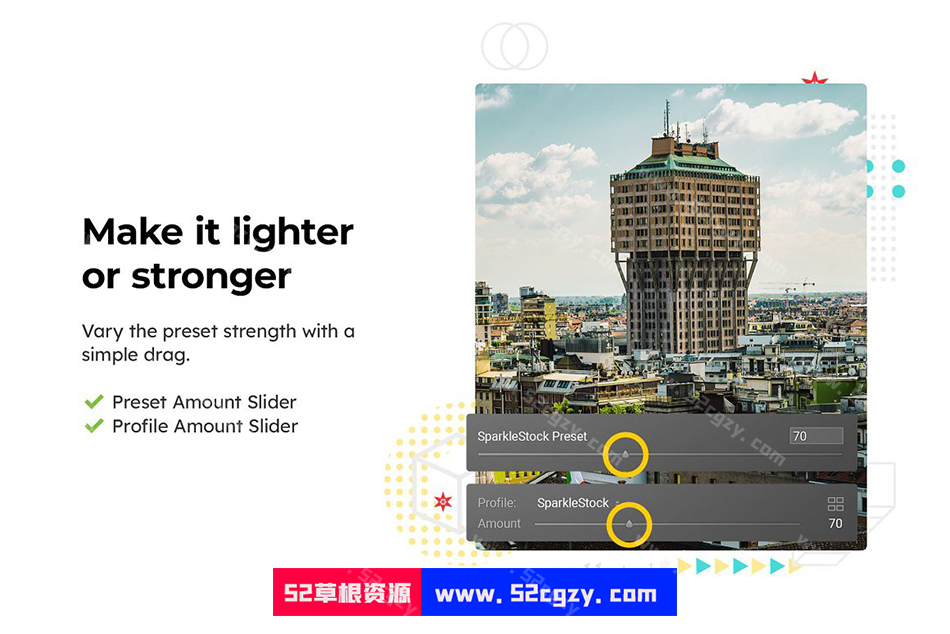 Make it lighter
or stronger
Vary the preset strength with a
simple drag.
Preset Amount Slider
Profile Amount Slider
SparkleStock Preset
70
Profile: SparkleStock
Amount 70
52草根资源 www.52cgzy.com